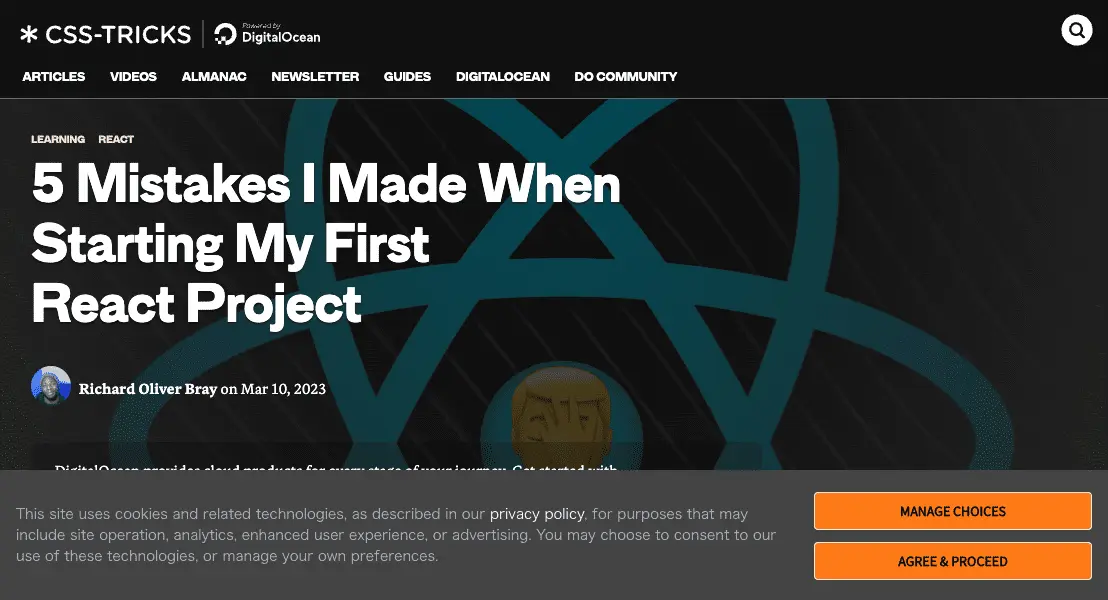 CSS-TRICKS
Powered by
DigitalOcean
ARTICLES VIDEOS ALMANAC NEWSLETTER GUIDES DIGITALOCEAN DO COMMUNITY
LEARNING REACT
5 Mistakes I Made When
Starting My First
React Project
Richard Oliver Bray on Mar 10, 2023
DigitalOcean provides cloud products for every stage of your journey. Get started with
This site uses cookies and related technologies, as described in our privacy policy, for purposes that may
include site operation, analytics, enhanced user experience, or advertising. You may choose to consent to our
use of these technologies, or manage your own preferences.
MANAGE CHOICES
AGREE & PROCEED